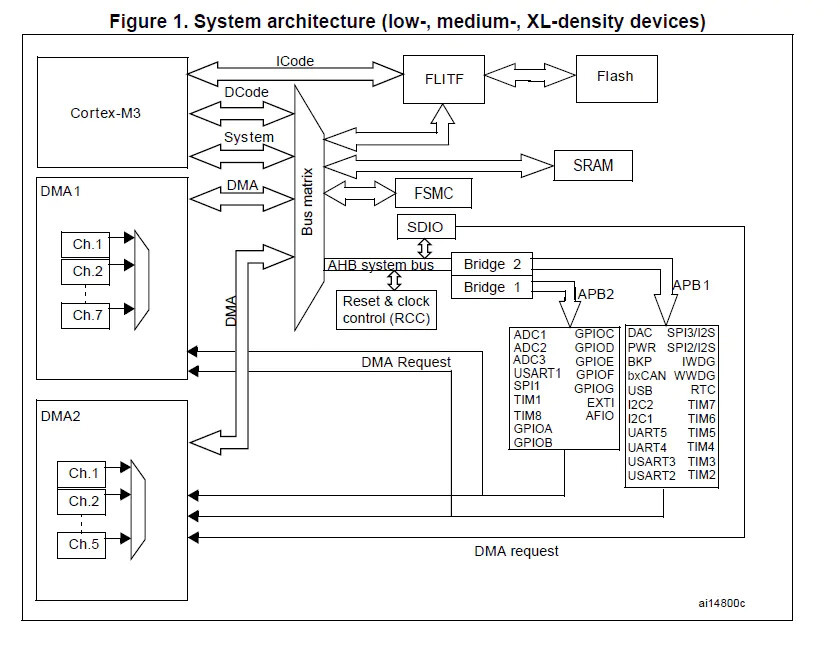 Figure 1. System architecture (low-, medium-, XL-density devices)
ICode
Cortex-M3
FLITF
Flash
DCode
System
SRAM
DMA1
DMA
Bus matrix
FSMC
SDIO
Ch.1
Ch.2
Ch.7
AHB system bus
Bridge 2
Bridge 1
APB2
APB1
Reset & clock
control (RCC)
DMA
DMA Request
ADC1 GPIOC
ADC2 GPIOD
ADC3 GPIOE
USART1 GPIOF
SPI1 GPIOG
TIM1 EXTI
TIM8 AFIO
GPIOA
GPIOB
DAC SPI3/I2S
PWR SPI2/I2S
BKP IWDG
bxCAN WWDG
USB RTC
I2C2 TIM7
I2C1 TIM6
UART5 TIM5
UART4 TIM4
USART3 TIM3
USART2 TIM2
DMA2
Ch.1
Ch.2
Ch.5
DMA request
ai14800c